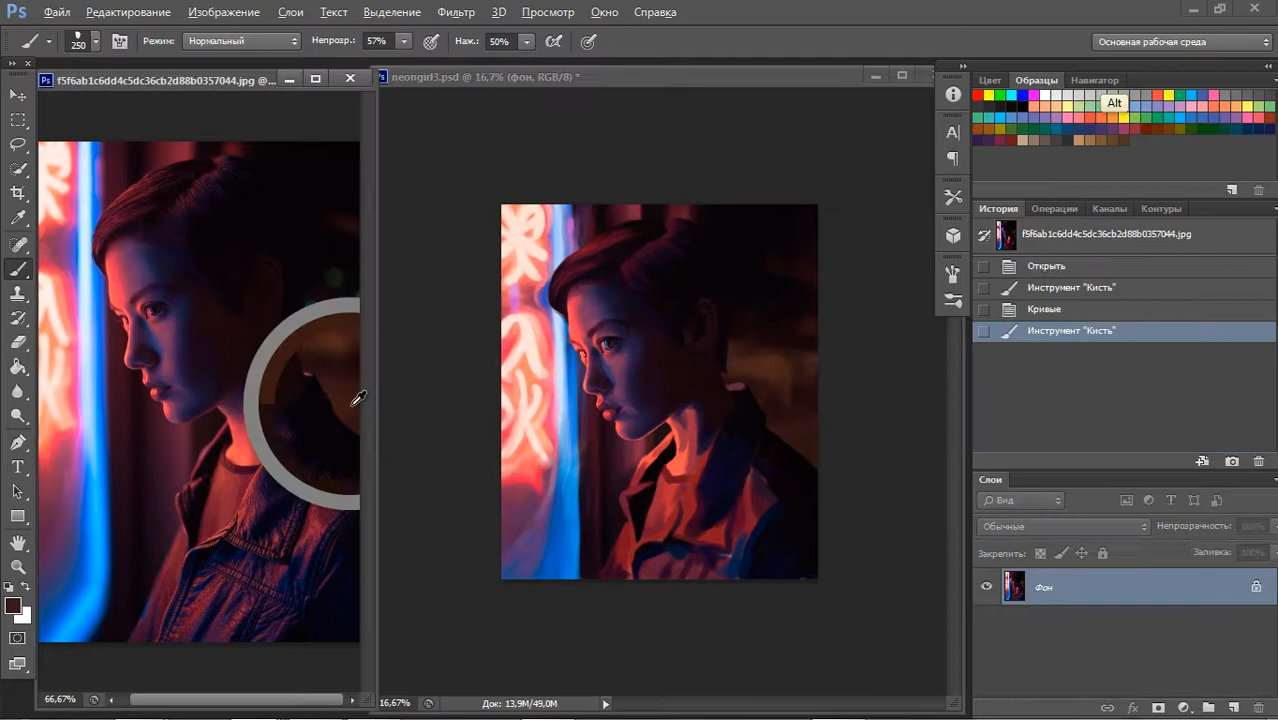 Ps Файл Редактирование Изображение Слои Текст Выделение Фильтр 3D Просмотр Окно Справка
250 Режим: Нормальный Непрозр.: 57% Наж.: 50% Основная рабочая среда
Ps f5f6ab1c6dd4c5dc36cb2d88b0357044.jpg @...
neongirl3.psd @ 16,7% (фон, RGB/8) *
Цвет Образцы Навигатор
Alt
История Операции Каналы Контуры
f5f6ab1c6dd4c5dc36cb2d88b0357044.jpg
Открыть
Инструмент "Кисть"
Кривые
Инструмент "Кисть"
Слои
Вид
Обычные Непрозрачность: 100%
Закрепить: Заливка: 100%
Фон
66,67%
16,67% Док: 13,9M/49,0M